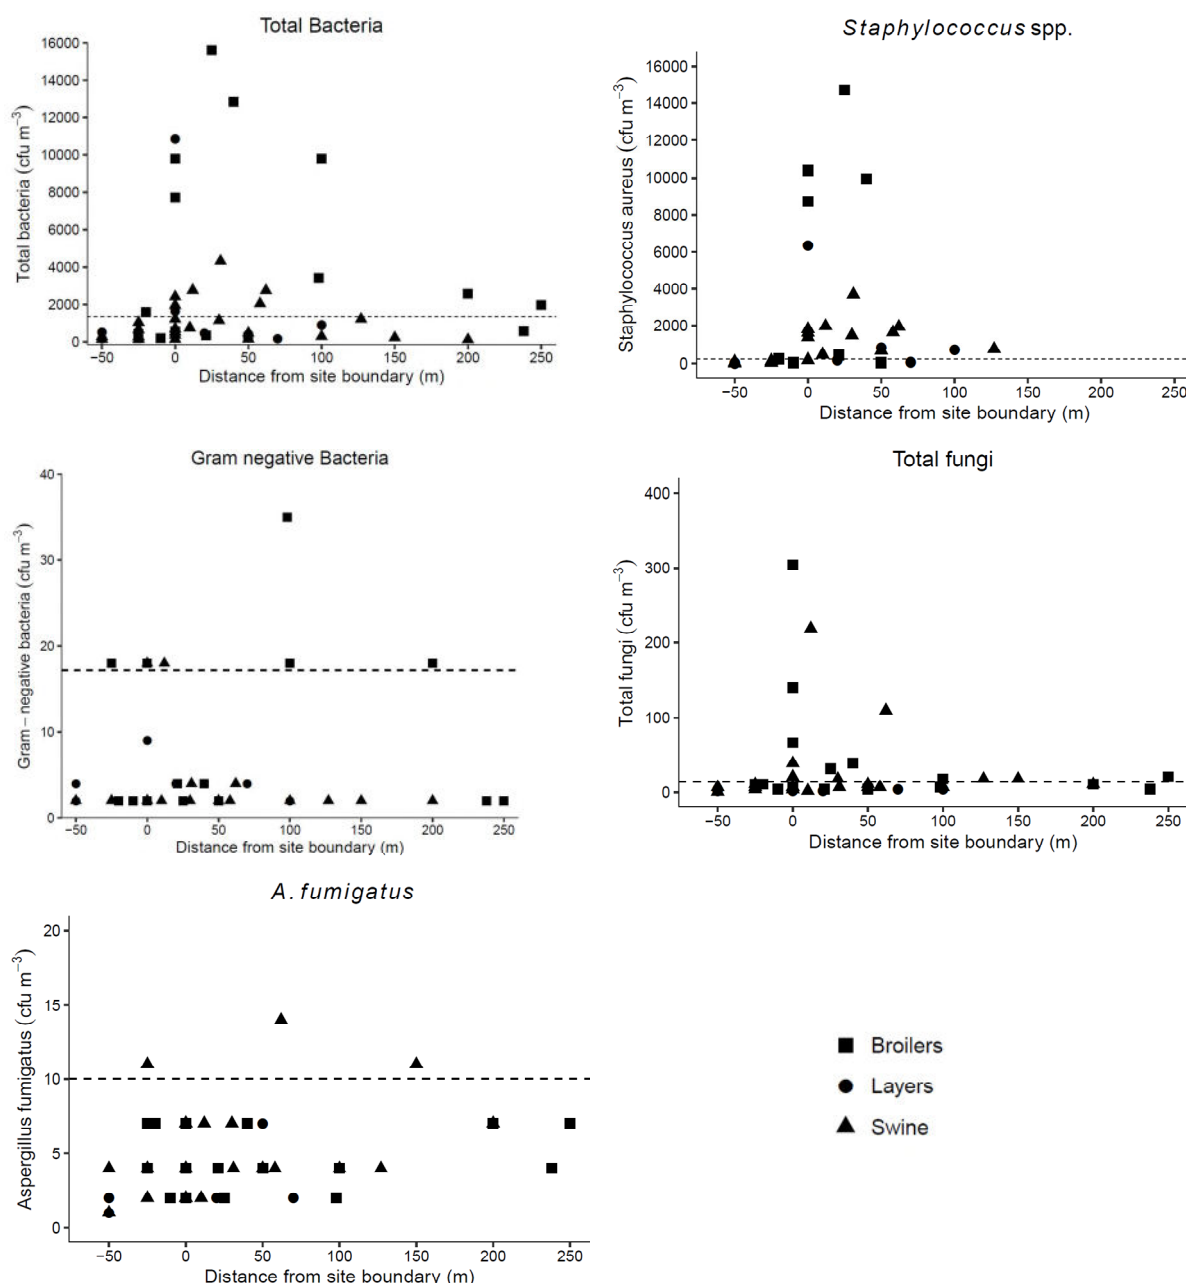 Total Bacteria
16000
14000
12000
10000
8000
6000
4000
2000
0
Total bacteria (cfu m−3)
−50 0 50 100 150 200 250
Distance from site boundary (m)
Staphylococcus spp.
16000
14000
12000
10000
8000
6000
4000
2000
0
Staphylococcus aureus (cfu m−3)
−50 0 50 100 150 200 250
Distance from site boundary (m)
Gram negative Bacteria
40
30
20
10
0
Gram – negative bacteria (cfu m−3)
−50 0 50 100 150 200 250
Distance from site boundary (m)
Total fungi
400
300
200
100
0
Total fungi (cfu m−3)
−50 0 50 100 150 200 250
Distance from site boundary (m)
A. fumigatus
20
15
10
5
0
Aspergillus fumigatus (cfu m−3)
−50 0 50 100 150 200 250
Distance from site boundary (m)
Broilers
Layers
Swine